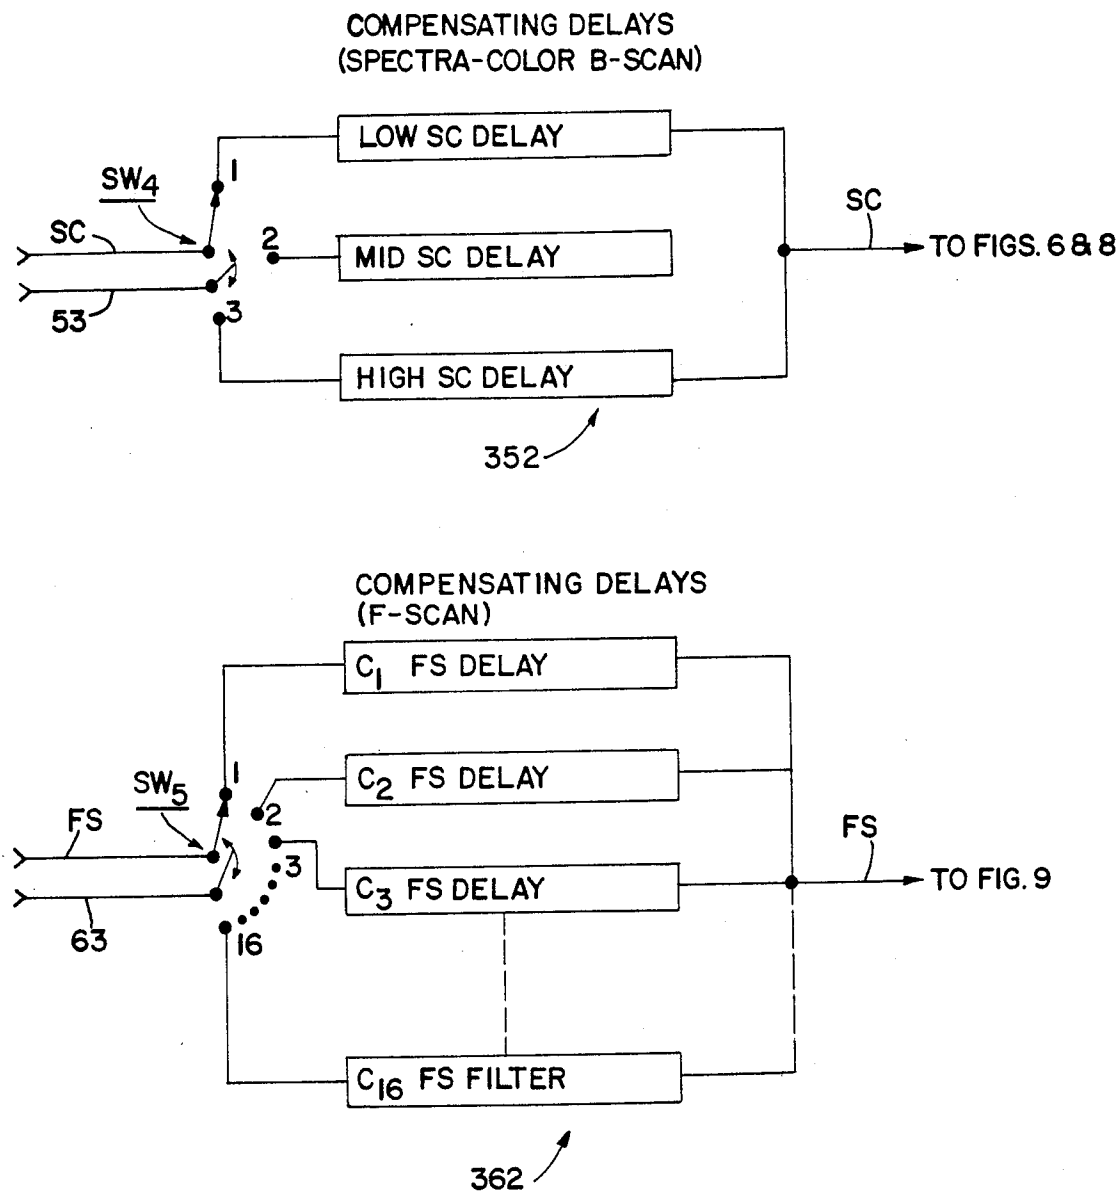 COMPENSATING DELAYS
(SPECTRA-COLOR B-SCAN)
LOW SC DELAY
1
SW4
SC
2
MID SC DELAY
SC
TO FIGS. 6 & 8
53
3
HIGH SC DELAY
352
COMPENSATING DELAYS
(F-SCAN)
C1 FS DELAY
1
SW5
2
C2 FS DELAY
FS
3
C3 FS DELAY
FS
TO FIG. 9
63
16
C16 FS FILTER
362